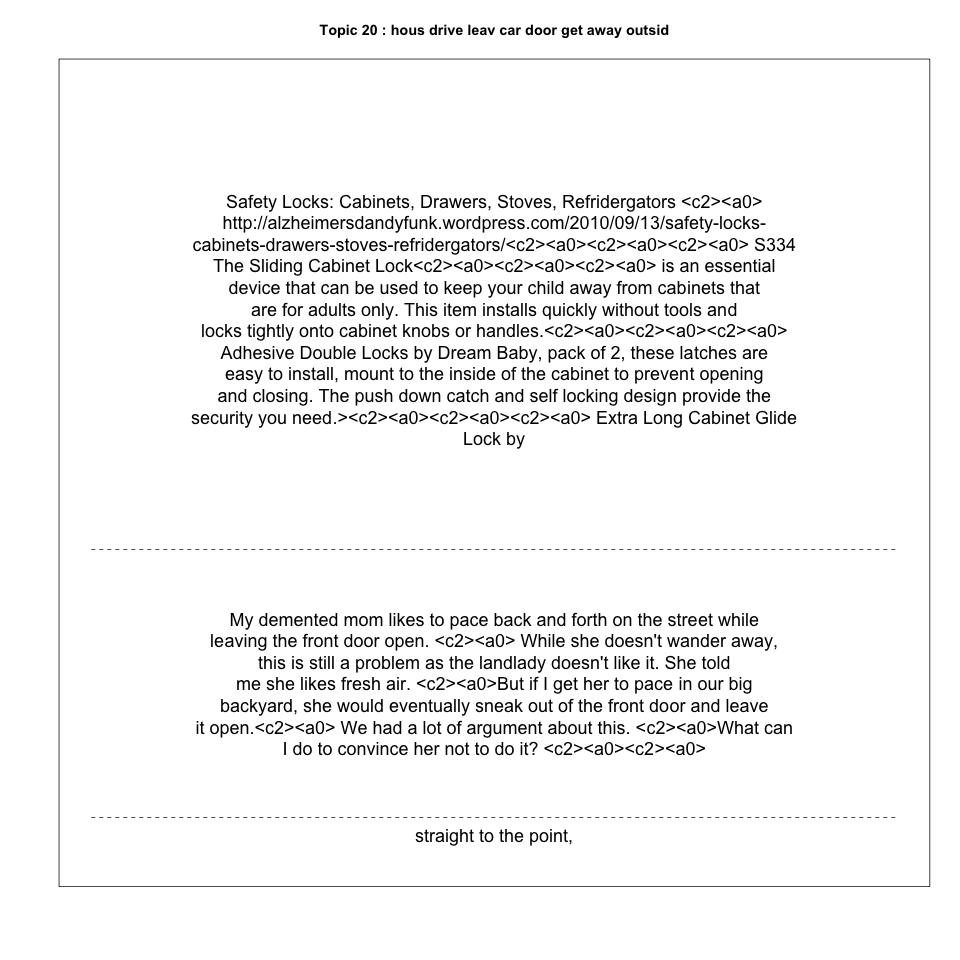 Topic 20 : hous drive leav car door get away outsid
Safety Locks: Cabinets, Drawers, Stoves, Refridergators <c2><a0>
http://alzheimersdandyfunk.wordpress.com/2010/09/13/safety-locks-
cabinets-drawers-stoves-refridergators/<c2><a0><c2><a0><c2><a0> S334
The Sliding Cabinet Lock<c2><a0><c2><a0><c2><a0> is an essential
device that can be used to keep your child away from cabinets that
are for adults only. This item installs quickly without tools and
locks tightly onto cabinet knobs or handles.<c2><a0><c2><a0><c2><a0>
Adhesive Double Locks by Dream Baby, pack of 2, these latches are
easy to install, mount to the inside of the cabinet to prevent opening
and closing. The push down catch and self locking design provide the
security you need.><c2><a0><c2><a0><c2><a0> Extra Long Cabinet Glide
Lock by
My demented mom likes to pace back and forth on the street while
leaving the front door open. <c2><a0> While she doesn't wander away,
this is still a problem as the landlady doesn't like it. She told
me she likes fresh air. <c2><a0>But if I get her to pace in our big
backyard, she would eventually sneak out of the front door and leave
it open.<c2><a0> We had a lot of argument about this. <c2><a0>What can
I do to convince her not to do it? <c2><a0><c2><a0>
straight to the point,